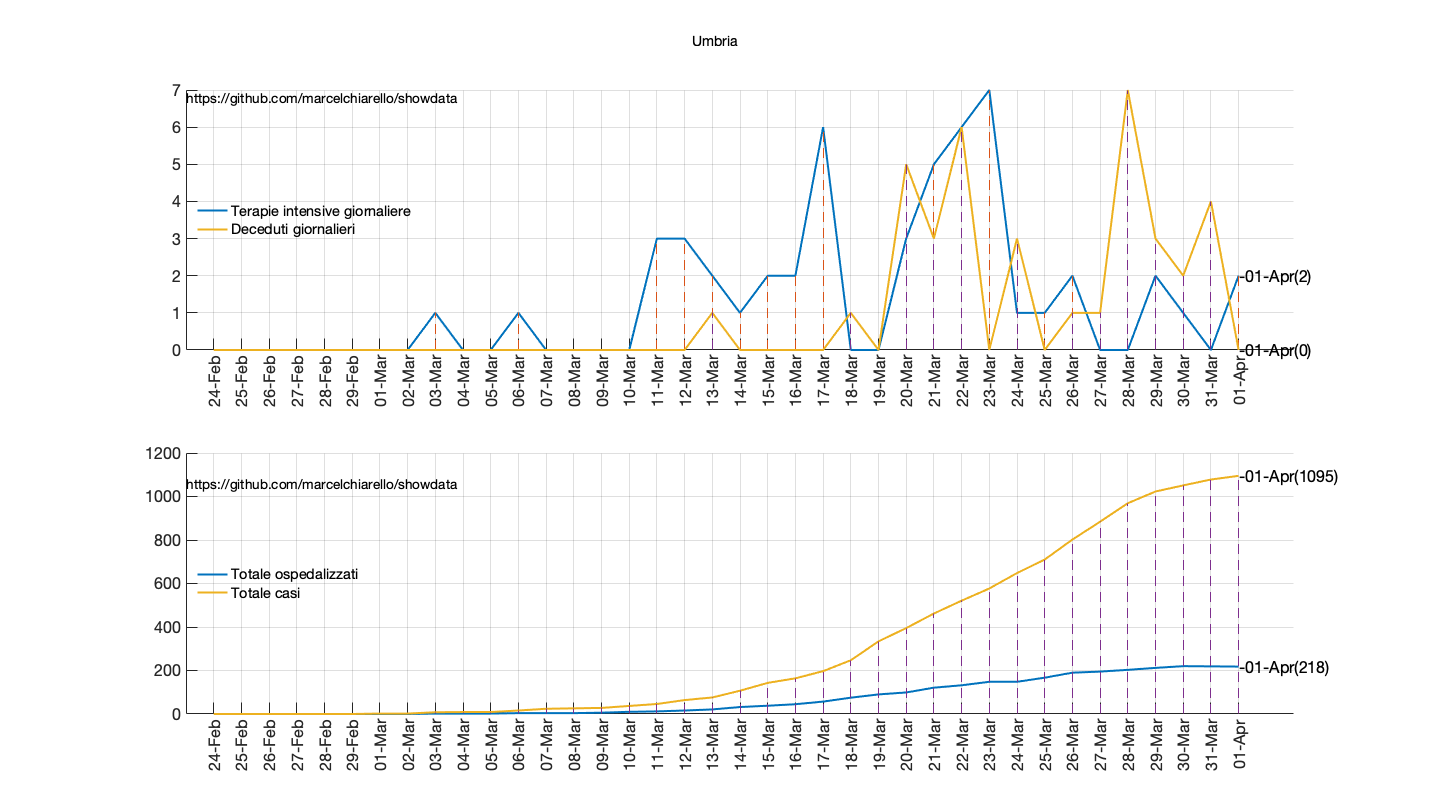 Umbria
7
https://github.com/marcelchiarello/showdata
6
5
4
Terapie intensive giornaliere
Deceduti giornalieri
3
2
-01-Apr(2)
1
0
-01-Apr(0)
24-Feb
25-Feb
26-Feb
27-Feb
28-Feb
29-Feb
01-Mar
02-Mar
03-Mar
04-Mar
05-Mar
06-Mar
07-Mar
08-Mar
09-Mar
10-Mar
11-Mar
12-Mar
13-Mar
14-Mar
15-Mar
16-Mar
17-Mar
18-Mar
19-Mar
20-Mar
21-Mar
22-Mar
23-Mar
24-Mar
25-Mar
26-Mar
27-Mar
28-Mar
29-Mar
30-Mar
31-Mar
01-Apr
1200
-01-Apr(1095)
https://github.com/marcelchiarello/showdata
1000
800
Totale ospedalizzati
600
Totale casi
400
200
-01-Apr(218)
0
24-Feb
25-Feb
26-Feb
27-Feb
28-Feb
29-Feb
01-Mar
02-Mar
03-Mar
04-Mar
05-Mar
06-Mar
07-Mar
08-Mar
09-Mar
10-Mar
11-Mar
12-Mar
13-Mar
14-Mar
15-Mar
16-Mar
17-Mar
18-Mar
19-Mar
20-Mar
21-Mar
22-Mar
23-Mar
24-Mar
25-Mar
26-Mar
27-Mar
28-Mar
29-Mar
30-Mar
31-Mar
01-Apr